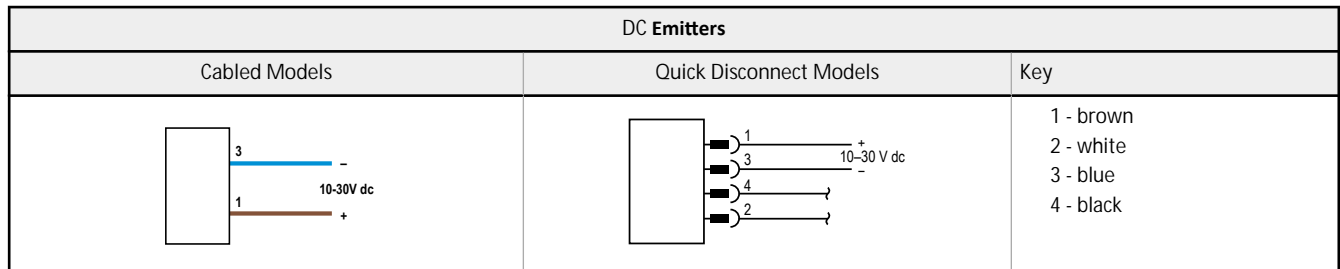 DC Emitters
Cabled Models
Quick Disconnect Models
Key
3
–
10-30V dc
1
+
1
+
10–30 V dc
3
–
4
2
1 - brown
2 - white
3 - blue
4 - black